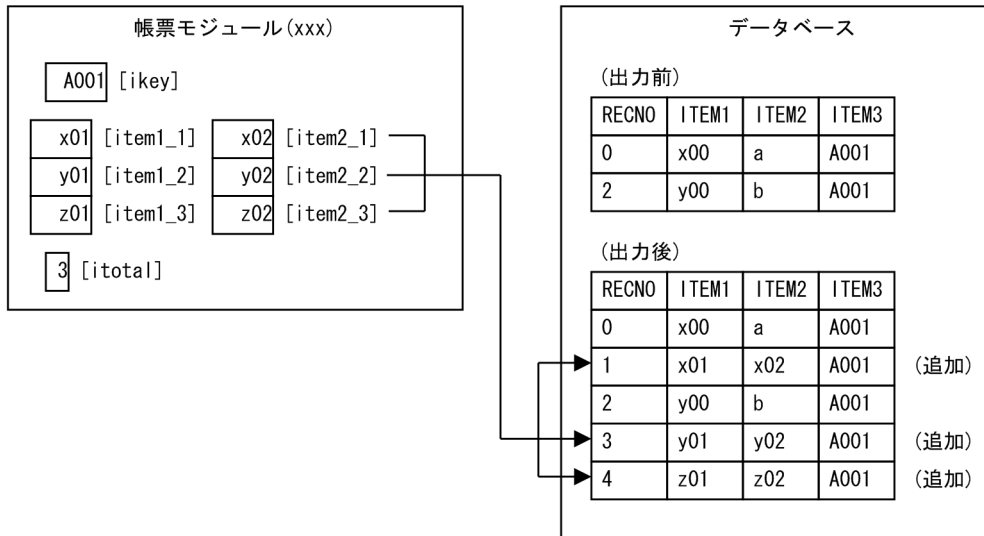 帳票モジュール(xxx)
A001 [ikey]
x01 [item1_1] x02 [item2_1]
y01 [item1_2] y02 [item2_2]
z01 [item1_3] z02 [item2_3]
3 [itotal]
データベース
(出力前)
RECNO ITEM1 ITEM2 ITEM3
0 x00 a A001
2 y00 b A001
(出力後)
RECNO ITEM1 ITEM2 ITEM3
0 x00 a A001
1 x01 x02 A001 (追加)
2 y00 b A001
3 y01 y02 A001 (追加)
4 z01 z02 A001 (追加)